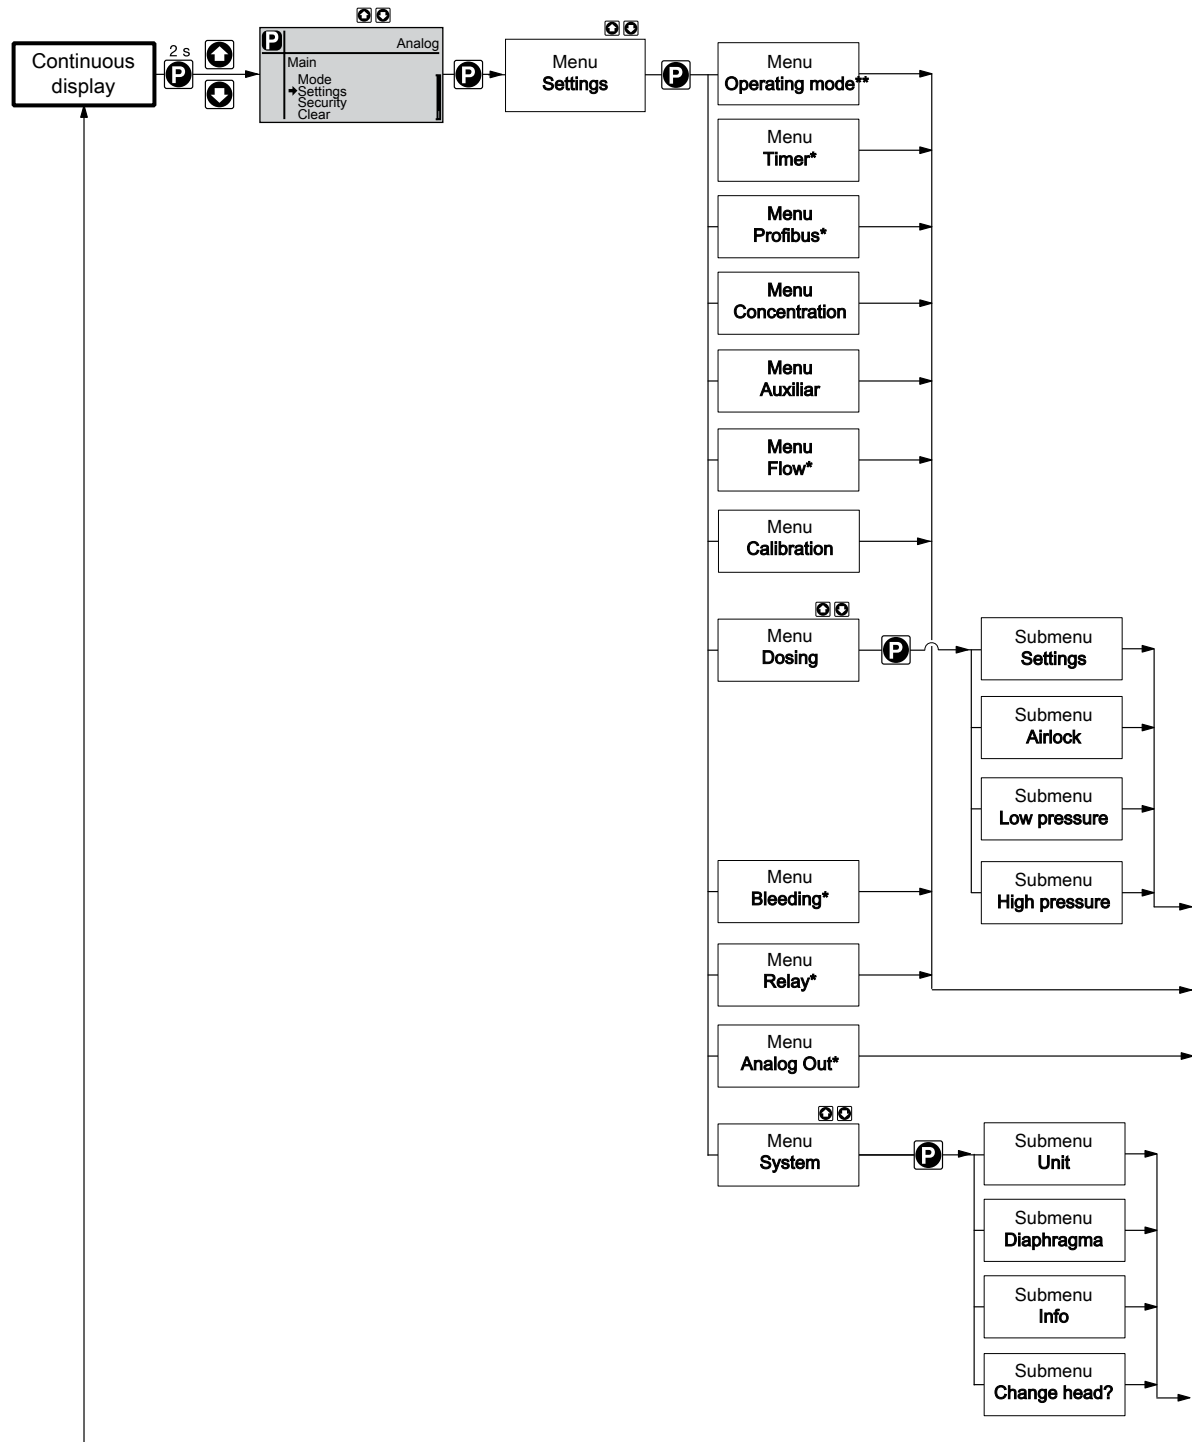 Continuous
display
2 s
P
P
Analog
Main
Mode
Settings
Security
Clear
P
Menu
Settings
P
Menu
Operating mode**
Menu
Timer*
Menu
Profibus*
Menu
Concentration
Menu
Auxiliar
Menu
Flow*
Menu
Calibration
Menu
Dosing
P
Submenu
Settings
Submenu
Airlock
Submenu
Low pressure
Submenu
High pressure
Menu
Bleeding*
Menu
Relay*
Menu
Analog Out*
Menu
System
P
Submenu
Unit
Submenu
Diaphragma
Submenu
Info
Submenu
Change head?